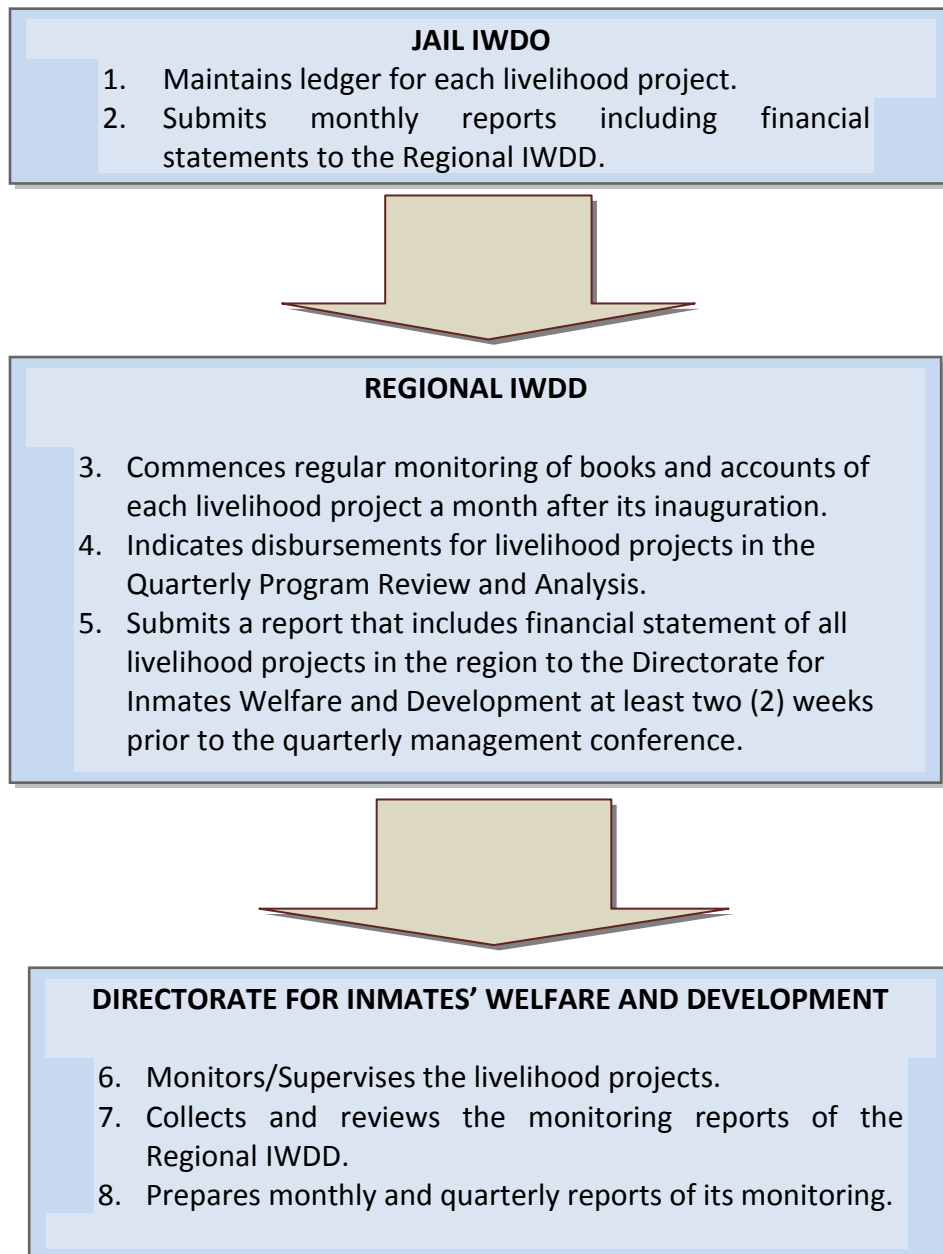 JAIL IWDO
1. Maintains ledger for each livelihood project.
2. Submits monthly reports including financial
statements to the Regional IWDD.
REGIONAL IWDD
3. Commences regular monitoring of books and accounts of
each livelihood project a month after its inauguration.
4. Indicates disbursements for livelihood projects in the
Quarterly Program Review and Analysis.
5. Submits a report that includes financial statement of all
livelihood projects in the region to the Directorate for
Inmates Welfare and Development at least two (2) weeks
prior to the quarterly management conference.
DIRECTORATE FOR INMATES’ WELFARE AND DEVELOPMENT
6. Monitors/Supervises the livelihood projects.
7. Collects and reviews the monitoring reports of the
Regional IWDD.
8. Prepares monthly and quarterly reports of its monitoring.